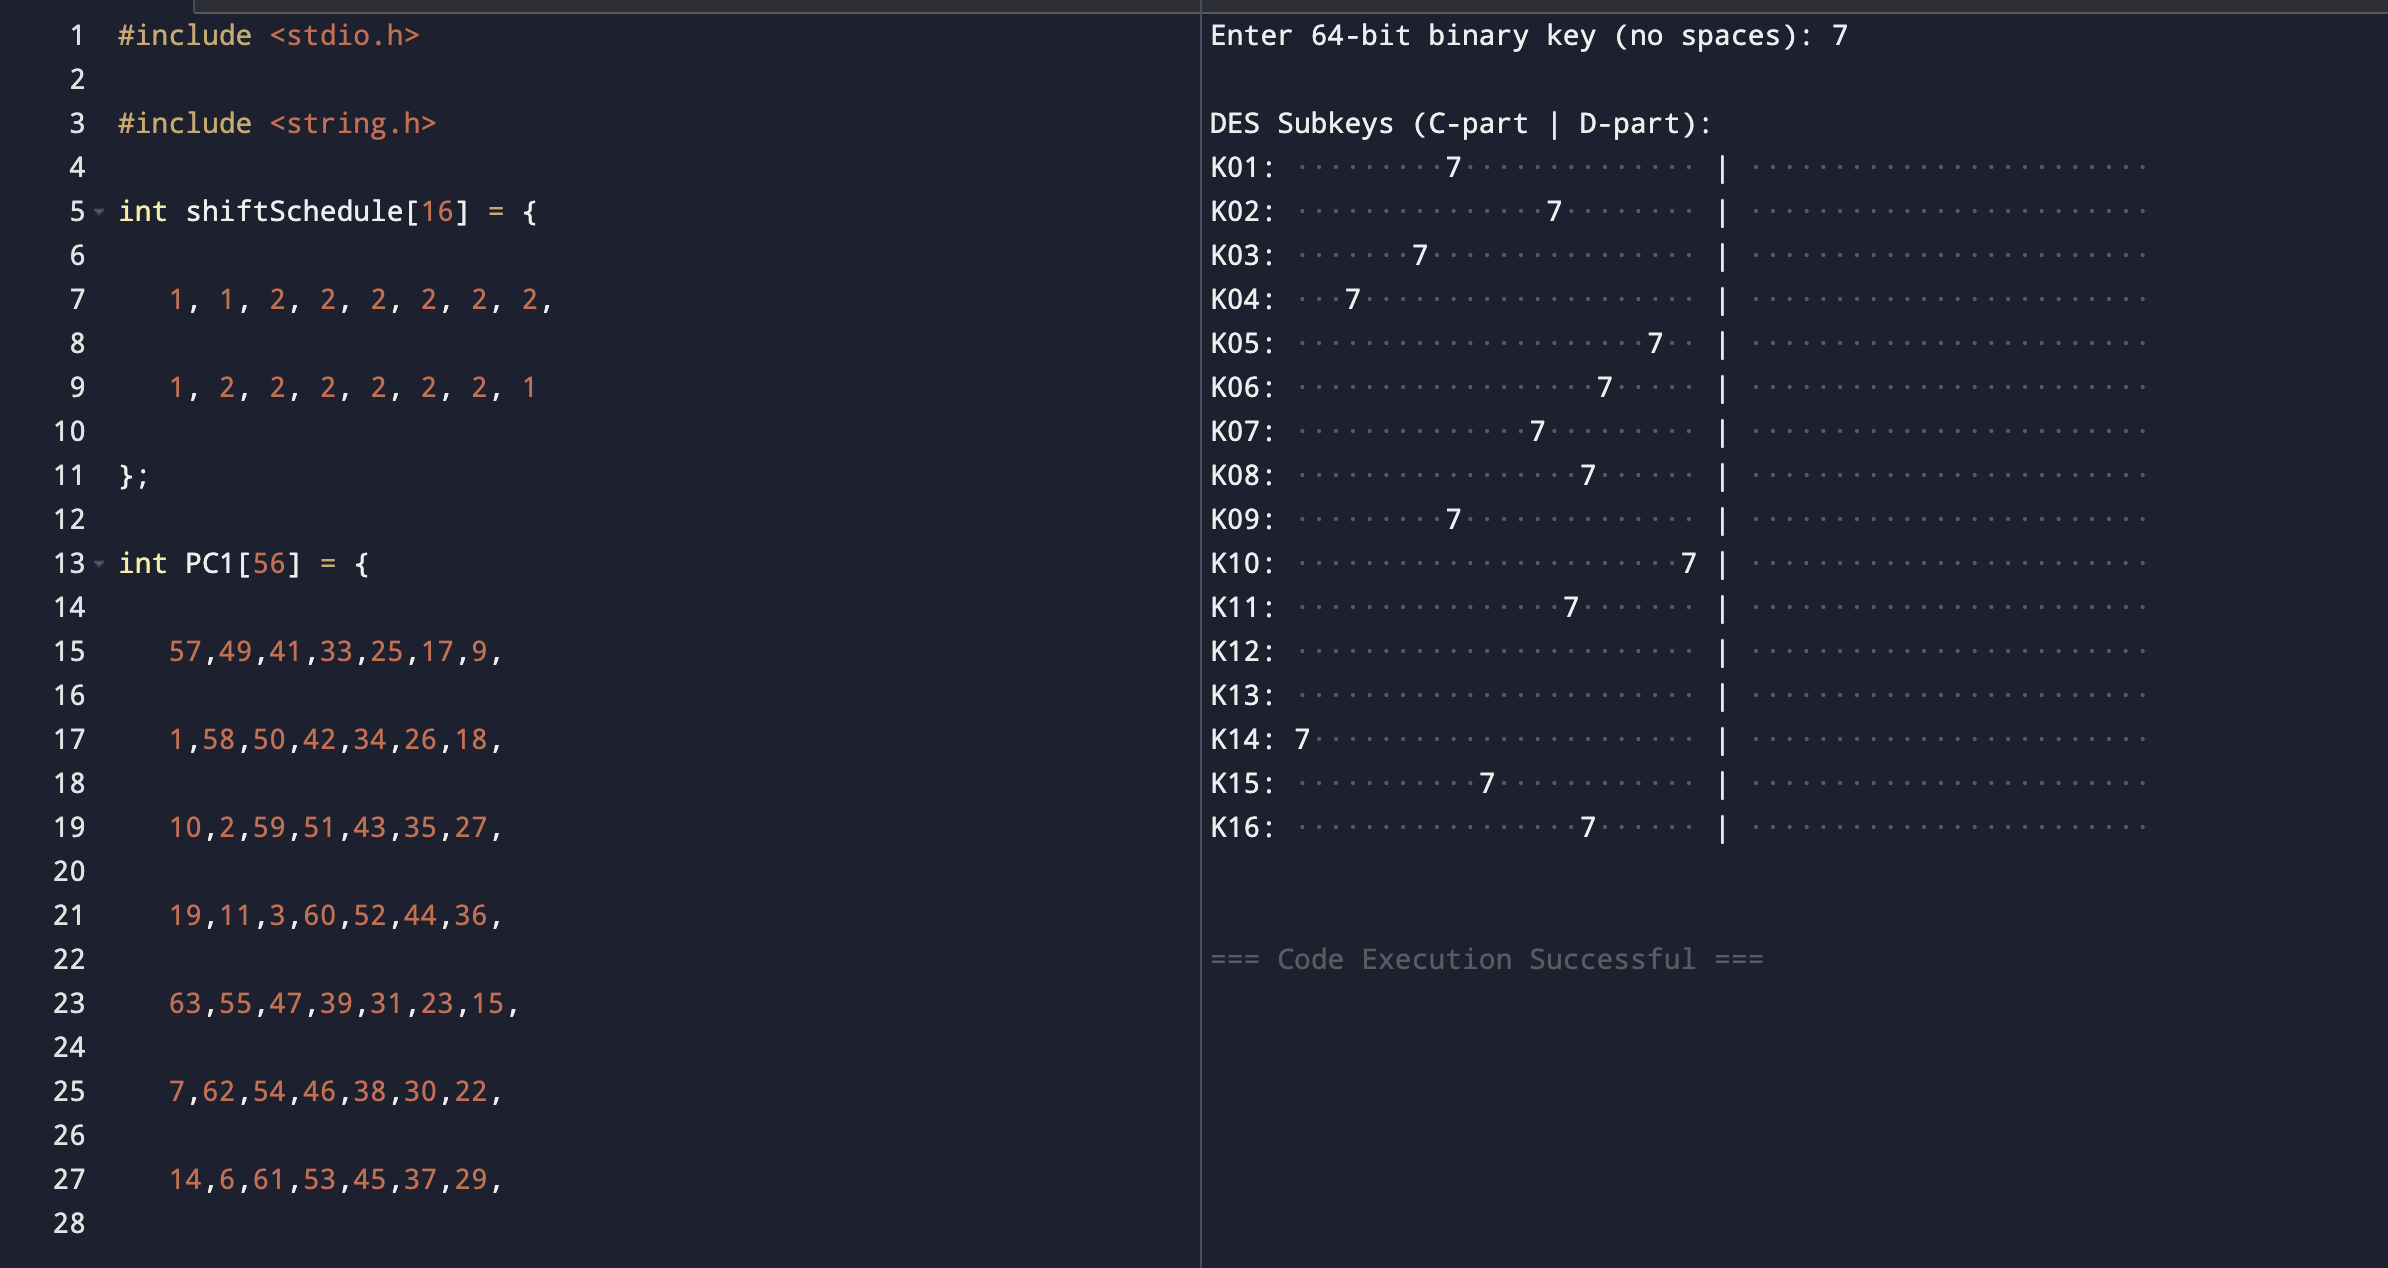 1 #include <stdio.h>
2
3 #include <string.h>
4
5 int shiftSchedule[16] = {
6
7 1, 1, 2, 2, 2, 2, 2, 2,
8
9 1, 2, 2, 2, 2, 2, 2, 1
10
11 };
12
13 int PC1[56] = {
14
15 57,49,41,33,25,17,9,
16
17 1,58,50,42,34,26,18,
18
19 10,2,59,51,43,35,27,
20
21 19,11,3,60,52,44,36,
22
23 63,55,47,39,31,23,15,
24
25 7,62,54,46,38,30,22,
26
27 14,6,61,53,45,37,29,
28
Enter 64-bit binary key (no spaces): 7
DES Subkeys (C-part | D-part):
K01: ·········7·············· | ························
K02: ···············7········ | ························
K03: ·······7················ | ························
K04: ···7···················· | ························
K05: ·····················7·· | ························
K06: ··················7····· | ························
K07: ··············7········· | ························
K08: ·················7······ | ························
K09: ·········7·············· | ························
K10: ·······················7 | ························
K11: ················7······· | ························
K12: ························ | ························
K13: ························ | ························
K14: 7······················· | ························
K15: ···········7············ | ························
K16: ·················7······ | ························
=== Code Execution Successful ===